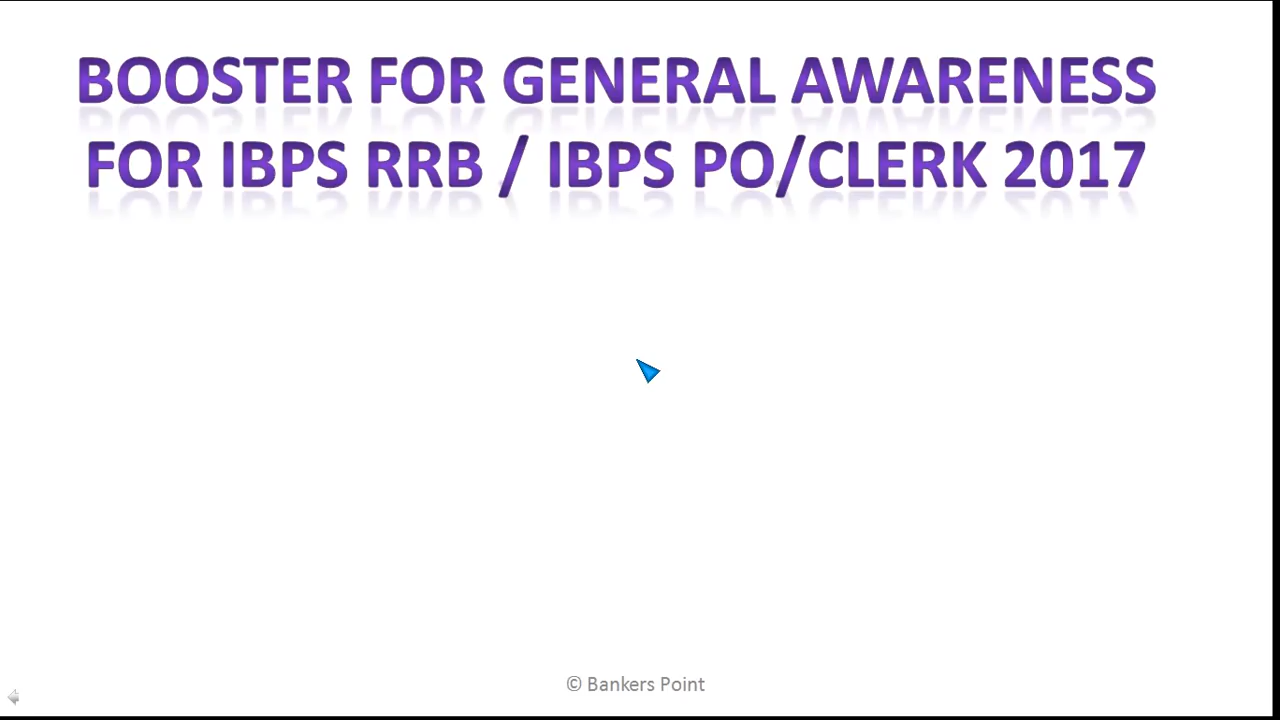 BOOSTER FOR GENERAL AWARENESS
FOR IBPS RRB / IBPS PO/CLERK 2017
© Bankers Point